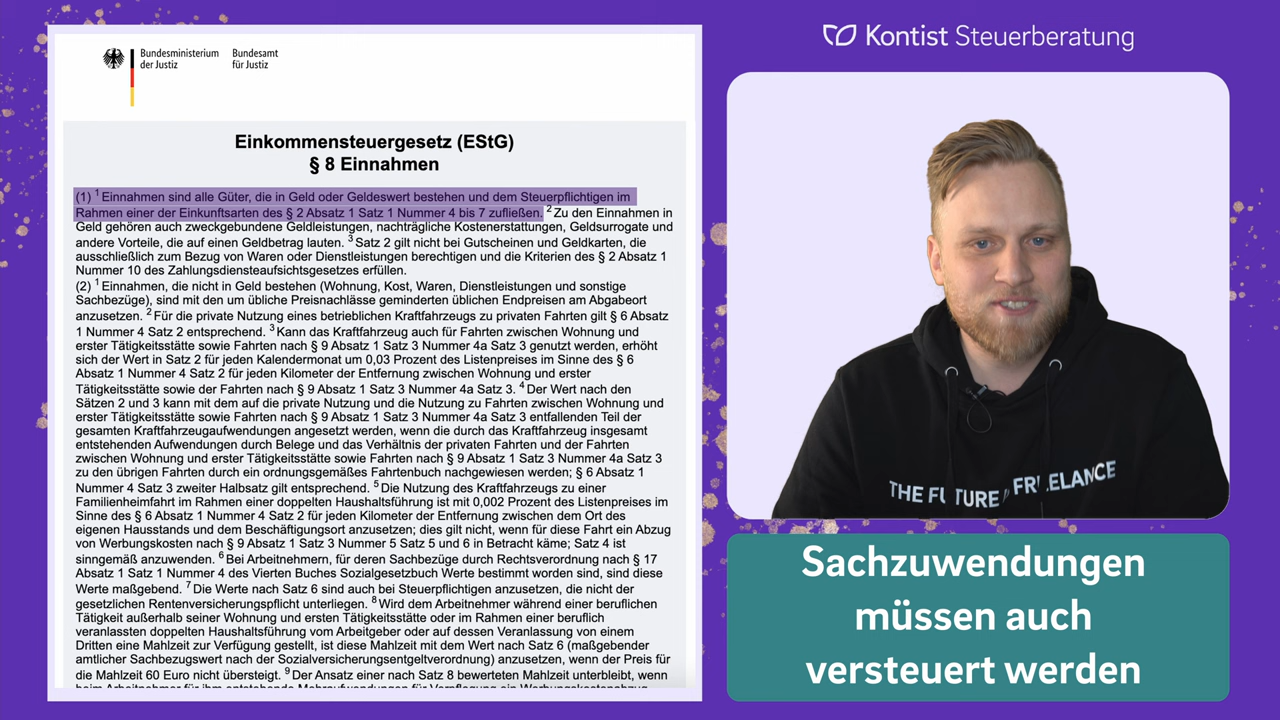 Bundesministerium
der Justiz
Bundesamt
für Justiz
Einkommensteuergesetz (EStG)
§ 8 Einnahmen
(1) 1 Einnahmen sind alle Güter, die in Geld oder Geldeswert bestehen und dem Steuerpflichtigen im
Rahmen einer der Einkunftsarten des § 2 Absatz 1 Satz 1 Nummer 4 bis 7 zufließen. 2 Zu den Einnahmen in
Geld gehören auch zweckgebundene Geldleistungen, nachträgliche Kostenerstattungen, Geldsurrogate und
andere Vorteile, die auf einen Geldbetrag lauten. 3 Satz 2 gilt nicht bei Gutscheinen und Geldkarten, die
ausschließlich zum Bezug von Waren oder Dienstleistungen berechtigen und die Kriterien des § 2 Absatz 1
Nummer 10 des Zahlungsdiensteaufsichtsgesetzes erfüllen.
(2) 1 Einnahmen, die nicht in Geld bestehen (Wohnung, Kost, Waren, Dienstleistungen und sonstige
Sachbezüge), sind mit den um übliche Preisnachlässe geminderten üblichen Endpreisen am Abgabeort
anzusetzen. 2 Für die private Nutzung eines betrieblichen Kraftfahrzeugs zu privaten Fahrten gilt § 6 Absatz
1 Nummer 4 Satz 2 entsprechend. 3 Kann das Kraftfahrzeug auch für Fahrten zwischen Wohnung und
erster Tätigkeitsstätte sowie Fahrten nach § 9 Absatz 1 Satz 3 Nummer 4a Satz 3 genutzt werden, erhöht
sich der Wert in Satz 2 für jeden Kalendermonat um 0,03 Prozent des Listenpreises im Sinne des § 6
Absatz 1 Nummer 4 Satz 2 für jeden Kilometer der Entfernung zwischen Wohnung und erster
Tätigkeitsstätte sowie der Fahrten nach § 9 Absatz 1 Satz 3 Nummer 4a Satz 3. 4 Der Wert nach den
Sätzen 2 und 3 kann mit dem auf die private Nutzung und die Nutzung zu Fahrten zwischen Wohnung und
erster Tätigkeitsstätte sowie Fahrten nach § 9 Absatz 1 Satz 3 Nummer 4a Satz 3 entfallenden Teil der
gesamten Kraftfahrzeugaufwendungen angesetzt werden, wenn die durch das Kraftfahrzeug insgesamt
entstehenden Aufwendungen durch Belege und das Verhältnis der privaten Fahrten und der Fahrten
zwischen Wohnung und erster Tätigkeitsstätte sowie Fahrten nach § 9 Absatz 1 Satz 3 Nummer 4a Satz 3
zu den übrigen Fahrten durch ein ordnungsgemäßes Fahrtenbuch nachgewiesen werden; § 6 Absatz 1
Nummer 4 Satz 3 zweiter Halbsatz gilt entsprechend. 5 Die Nutzung des Kraftfahrzeugs zu einer
Familienheimfahrt im Rahmen einer doppelten Haushaltsführung ist mit 0,002 Prozent des Listenpreises im
Sinne des § 6 Absatz 1 Nummer 4 Satz 2 für jeden Kilometer der Entfernung zwischen dem Ort des
eigenen Hausstands und dem Beschäftigungsort anzusetzen; dies gilt nicht, wenn für diese Fahrt ein Abzug
von Werbungskosten nach § 9 Absatz 1 Satz 3 Nummer 5 Satz 5 und 6 in Betracht käme; Satz 4 ist
sinngemäß anzuwenden. 6 Bei Arbeitnehmern, für deren Sachbezüge durch Rechtsverordnung nach § 17
Absatz 1 Satz 1 Nummer 4 des Vierten Buches Sozialgesetzbuch Werte bestimmt worden sind, sind diese
Werte maßgebend. 7 Die Werte nach Satz 6 sind auch bei Steuerpflichtigen anzusetzen, die nicht der
gesetzlichen Rentenversicherungspflicht unterliegen. 8 Wird dem Arbeitnehmer während einer beruflichen
Tätigkeit außerhalb seiner Wohnung und ersten Tätigkeitsstätte oder im Rahmen einer beruflich
veranlassten doppelten Haushaltsführung vom Arbeitgeber oder auf dessen Veranlassung von einem
Dritten eine Mahlzeit zur Verfügung gestellt, ist diese Mahlzeit mit dem Wert nach Satz 6 (maßgebender
amtlicher Sachbezugswert nach der Sozialversicherungsentgeltverordnung) anzusetzen, wenn der Preis für
die Mahlzeit 60 Euro nicht übersteigt. 9 Der Ansatz einer nach Satz 8 bewerteten Mahlzeit unterbleibt, wenn
Kontist Steuerberatung
THE FUTURE / FREELANCE
Sachzuwendungen
müssen auch
versteuert werden